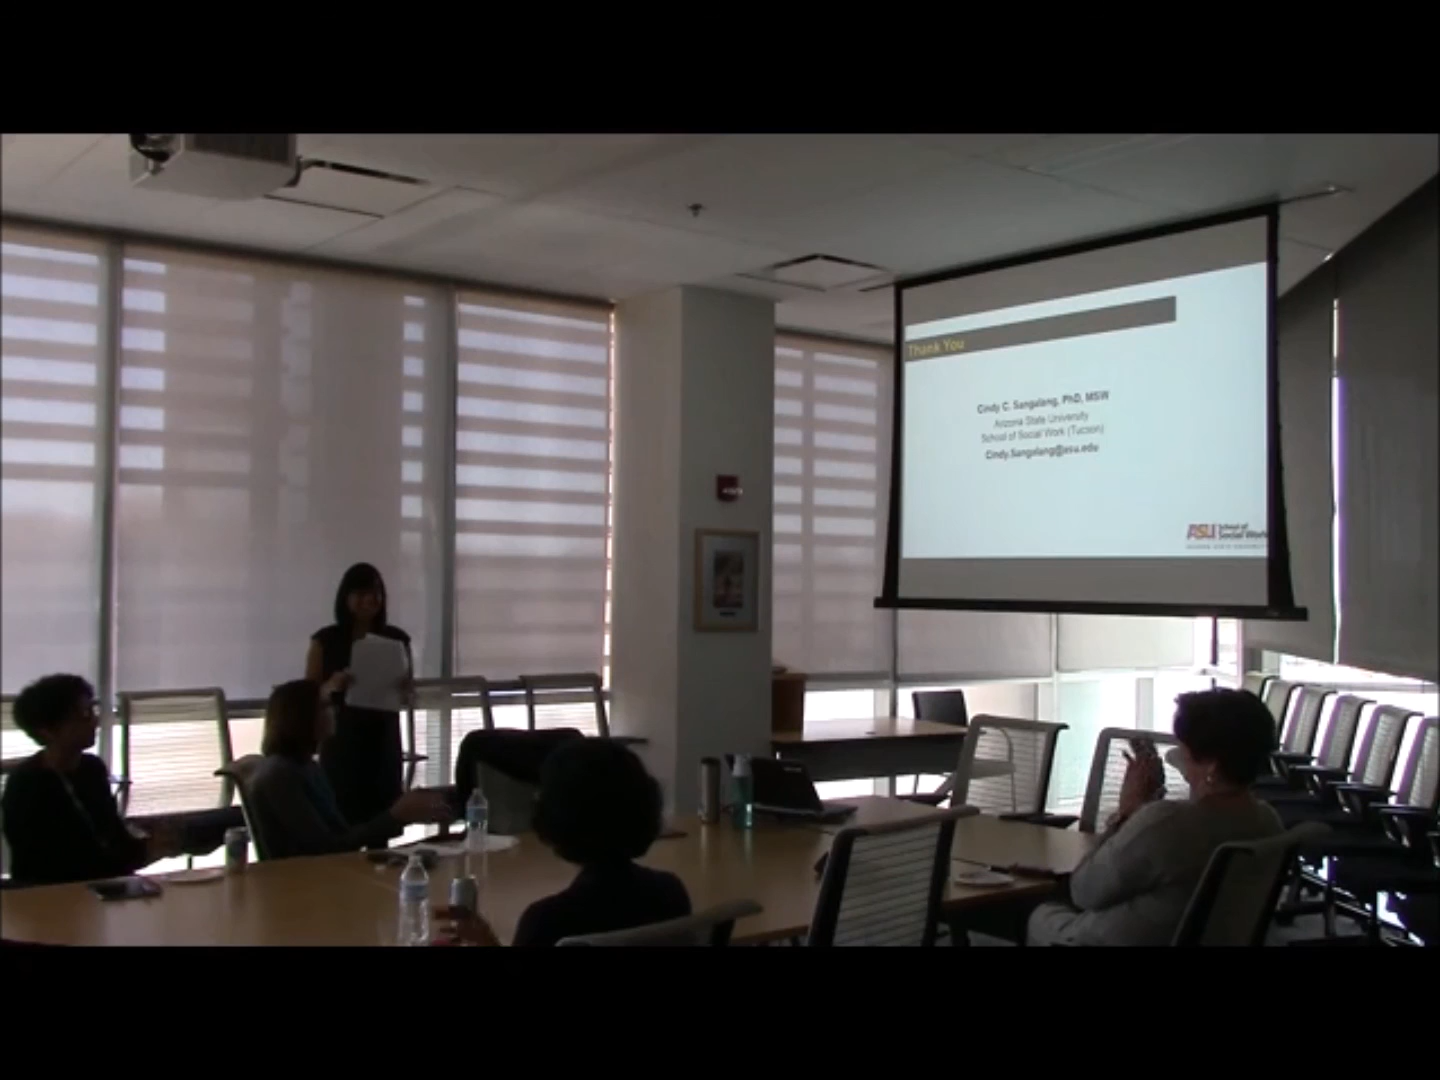 Thank You
Cindy C. Sangalang, PhD, MSW
Arizona State University
School of Social Work (Tucson)
Cindy.Sangalang@asu.edu
ASU School of
Social Work